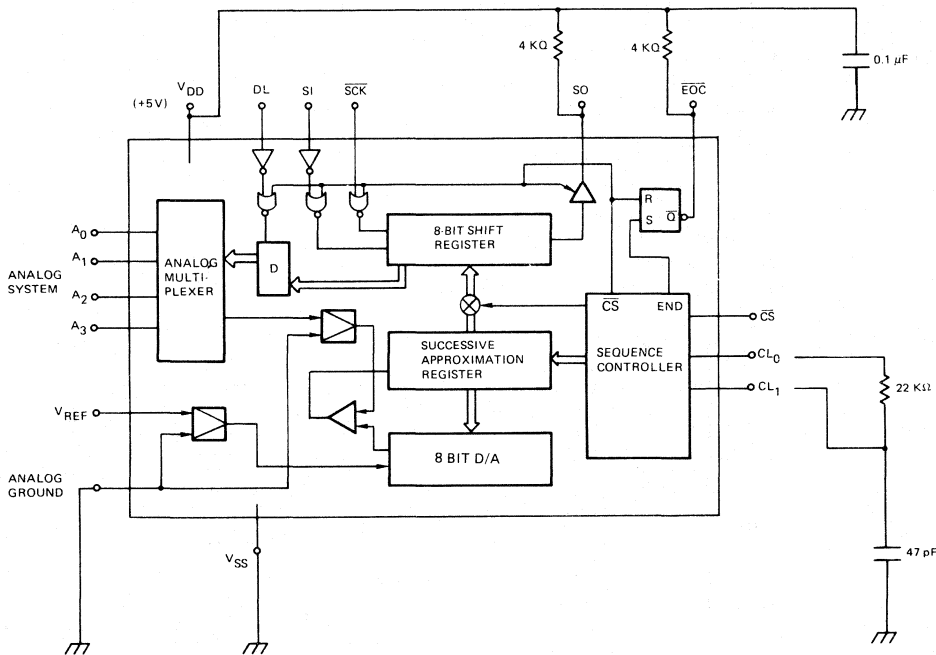 4 KΩ
4 KΩ
0.1 μF
VDD
(+5V)
DL
SI
SCK
SO
EOC
R
S
Q
8-BIT SHIFT
REGISTER
A0
A1
A2
A3
ANALOG
SYSTEM
ANALOG
MULTI-
PLEXER
D
CS
END
SEQUENCE
CONTROLLER
CS
CL0
CL1
22 KΩ
SUCCESSIVE
APPROXIMATION
REGISTER
VREF
8 BIT D/A
ANALOG
GROUND
VSS
47 pF